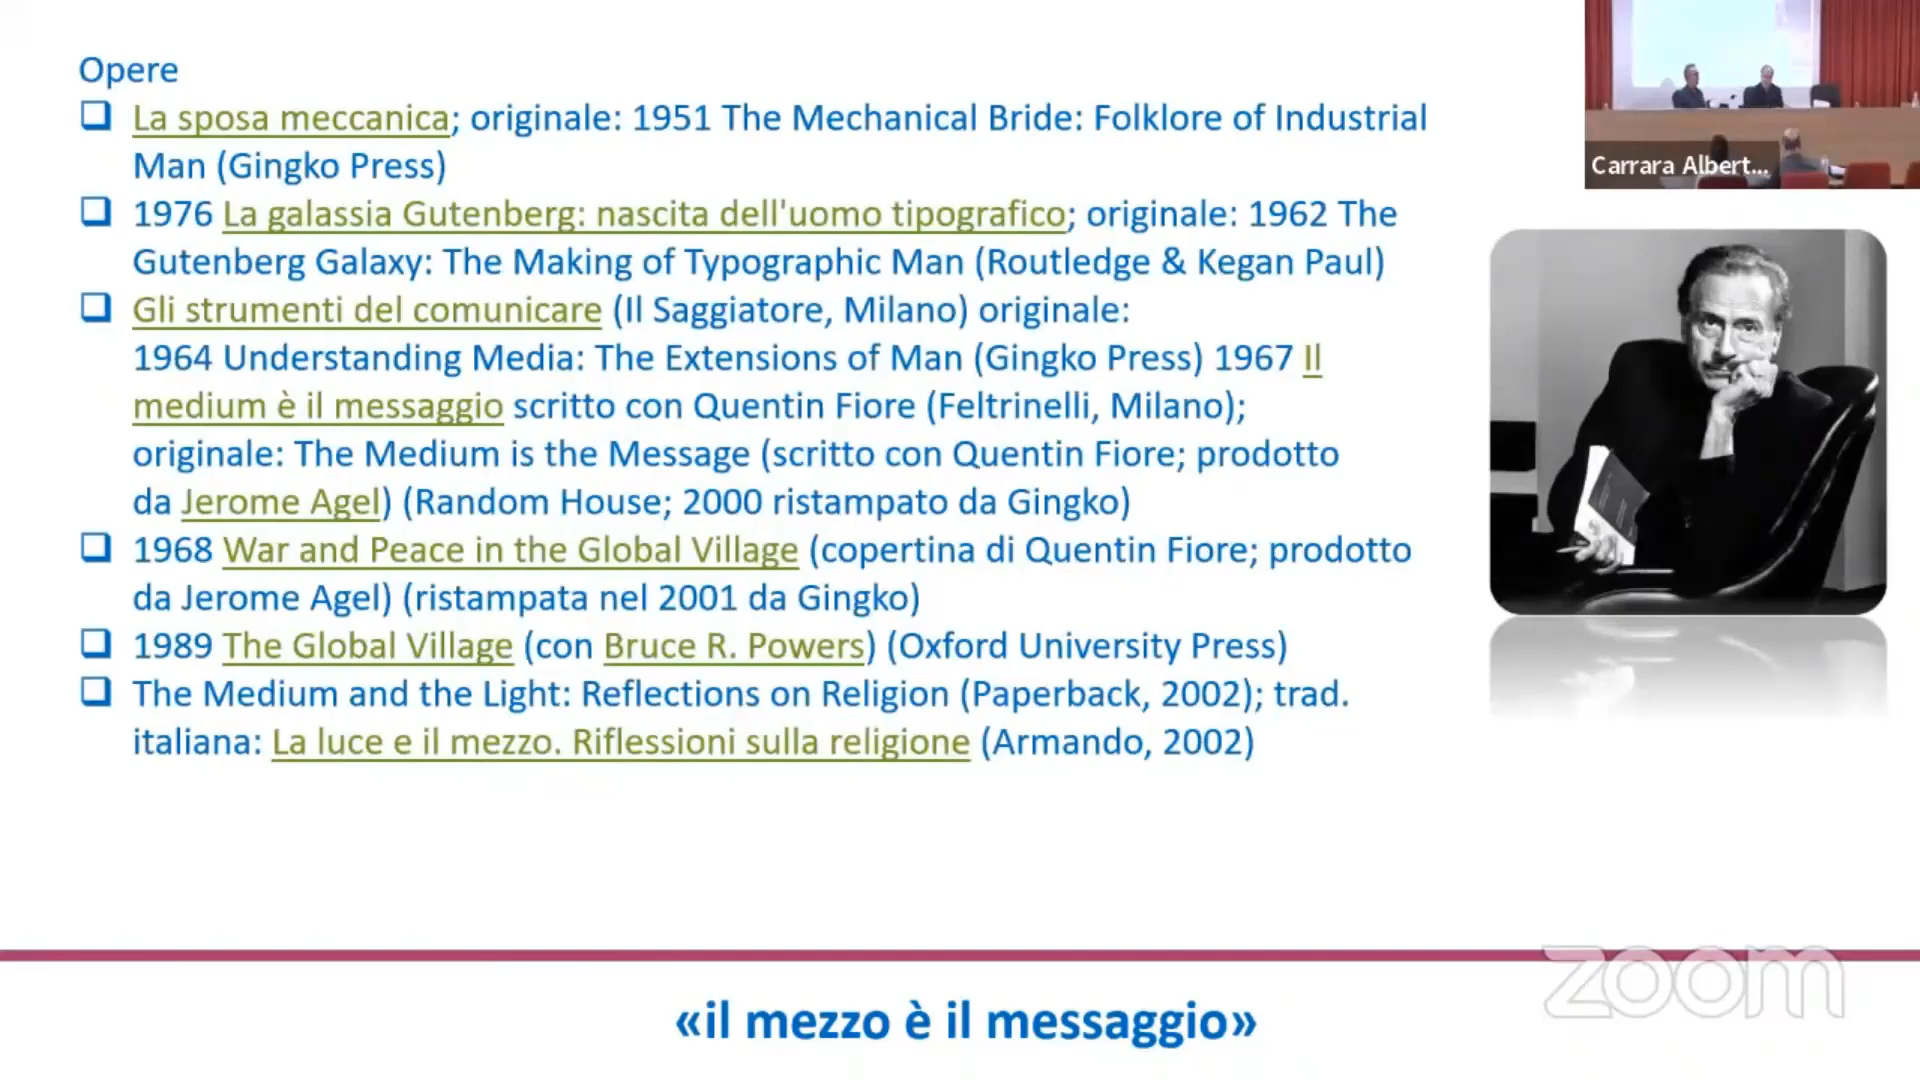 Opere
❑ La sposa meccanica; originale: 1951 The Mechanical Bride: Folklore of Industrial
Man (Gingko Press)
❑ 1976 La galassia Gutenberg: nascita dell'uomo tipografico; originale: 1962 The
Gutenberg Galaxy: The Making of Typographic Man (Routledge & Kegan Paul)
❑ Gli strumenti del comunicare (Il Saggiatore, Milano) originale:
1964 Understanding Media: The Extensions of Man (Gingko Press) 1967 Il
medium è il messaggio scritto con Quentin Fiore (Feltrinelli, Milano);
originale: The Medium is the Message (scritto con Quentin Fiore; prodotto
da Jerome Agel) (Random House; 2000 ristampato da Gingko)
❑ 1968 War and Peace in the Global Village (copertina di Quentin Fiore; prodotto
da Jerome Agel) (ristampata nel 2001 da Gingko)
❑ 1989 The Global Village (con Bruce R. Powers) (Oxford University Press)
❑ The Medium and the Light: Reflections on Religion (Paperback, 2002); trad.
italiana: La luce e il mezzo. Riflessioni sulla religione (Armando, 2002)
Carrara Albert...
«il mezzo è il messaggio»
zoom